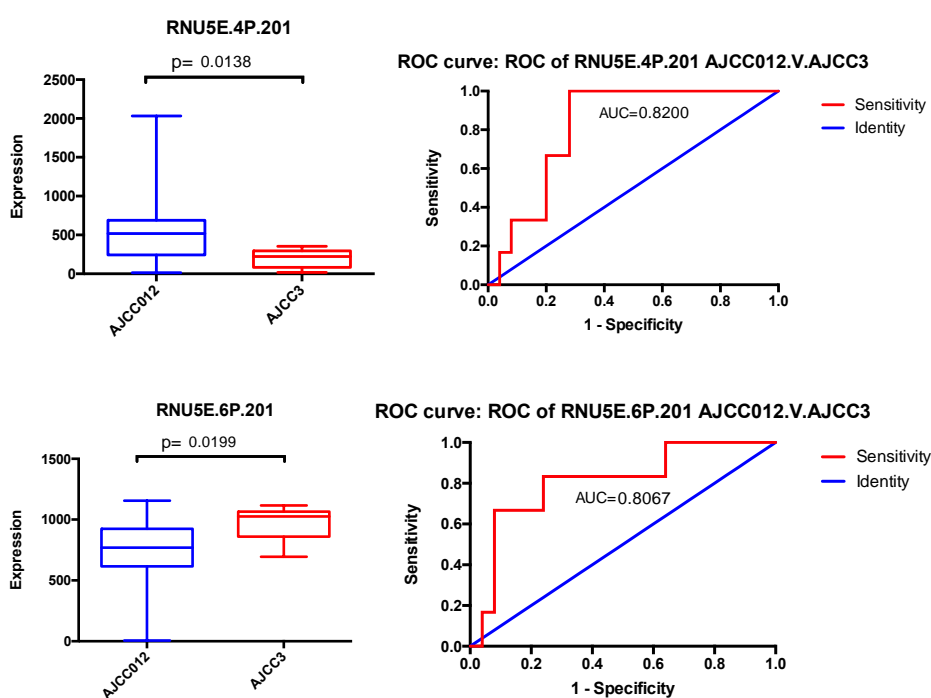 RNU5E.4P.201
p= 0.0138
2500
2000
1500
1000
500
0
Expression
AJCC012
AJCC3
ROC curve: ROC of RNU5E.4P.201 AJCC012.V.AJCC3
1.0
0.8
0.6
0.4
0.2
0.0
Sensitivity
AUC=0.8200
0.0 0.2 0.4 0.6 0.8 1.0
1 - Specificity
Sensitivity
Identity
RNU5E.6P.201
p= 0.0199
1500
1000
500
0
Expression
AJCC012
AJCC3
ROC curve: ROC of RNU5E.6P.201 AJCC012.V.AJCC3
1.0
0.8
0.6
0.4
0.2
0.0
Sensitivity
AUC=0.8067
0.0 0.2 0.4 0.6 0.8 1.0
1 - Specificity
Sensitivity
Identity